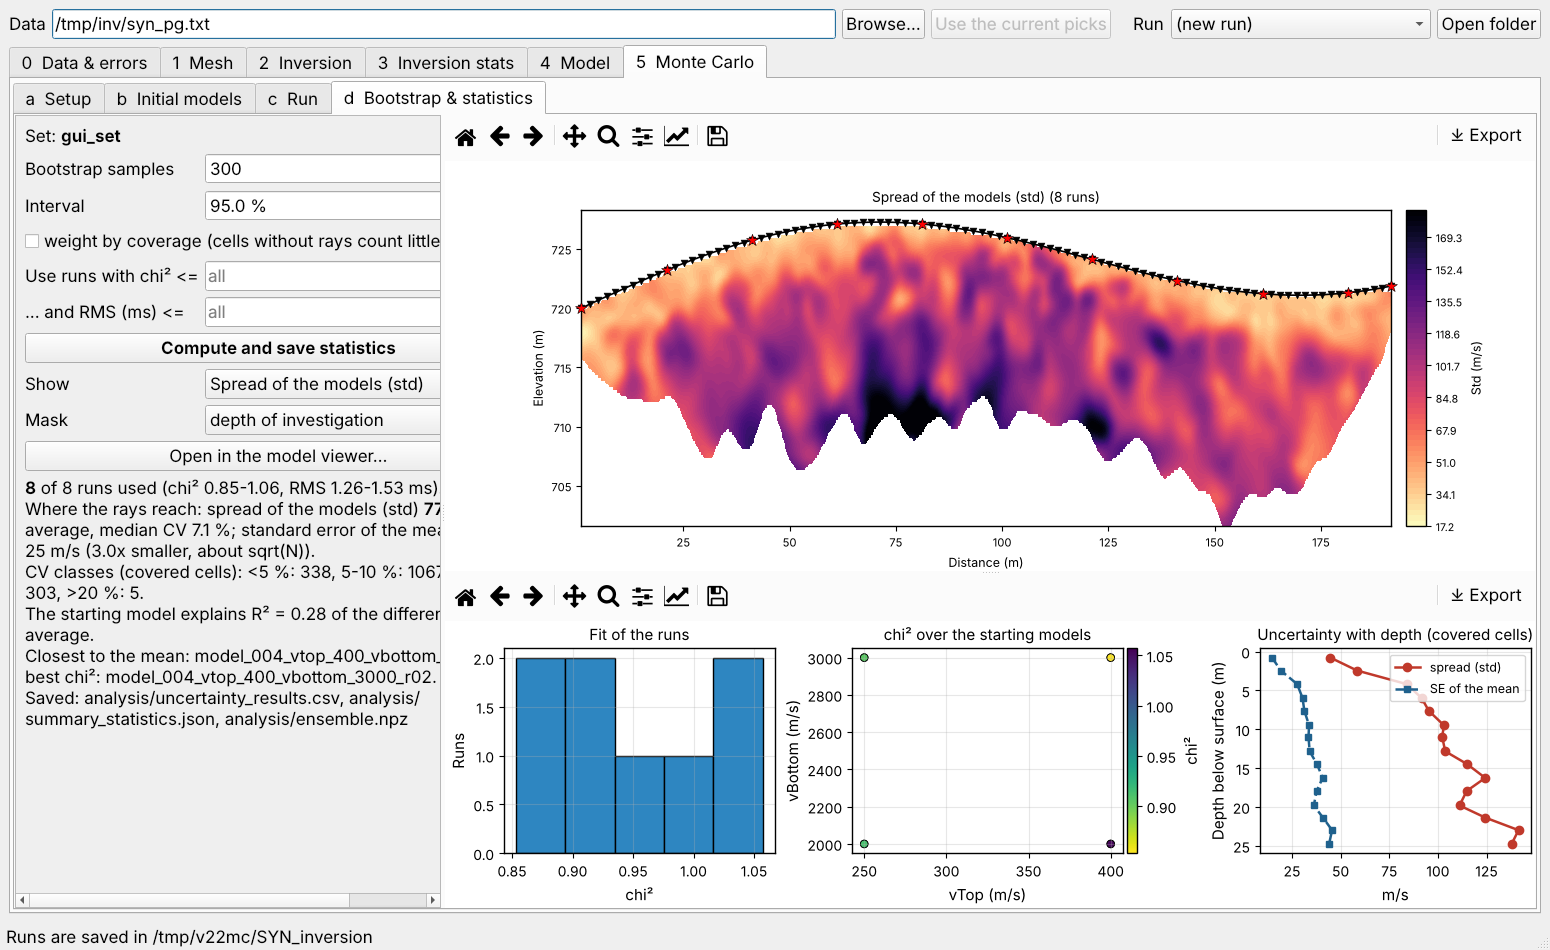 Data /tmp/inv/syn_pg.txt Browse... Use the current picks Run (new run) Open folder
0 Data & errors 1 Mesh 2 Inversion 3 Inversion stats 4 Model 5 Monte Carlo
a Setup b Initial models c Run d Bootstrap & statistics
Set: gui_set
Bootstrap samples 300
Interval 95.0 %
weight by coverage (cells without rays count little
Use runs with chi² <= all
... and RMS (ms) <= all
Compute and save statistics
Show Spread of the models (std)
Mask depth of investigation
Open in the model viewer...
8 of 8 runs used (chi² 0.85-1.06, RMS 1.26-1.53 ms)
Where the rays reach: spread of the models (std) 77
average, median CV 7.1 %; standard error of the mea
25 m/s (3.0x smaller, about sqrt(N)).
CV classes (covered cells): <5 %: 338, 5-10 %: 1067
303, >20 %: 5.
The starting model explains R² = 0.28 of the differen
average.
Closest to the mean: model_004_vtop_400_vbottom_
best chi²: model_004_vtop_400_vbottom_3000_r02.
Saved: analysis/uncertainty_results.csv, analysis/
summary_statistics.json, analysis/ensemble.npz
Export
Spread of the models (std) (8 runs)
Elevation (m)
725
720
715
710
705
25 50 75 100 125 150 175
Distance (m)
169.3
152.4
135.5
118.6
101.7
84.8
67.9
51.0
34.1
17.2
Std (m/s)
Export
Fit of the runs
Runs
2.0
1.5
1.0
0.5
0.0
0.85 0.90 0.95 1.00 1.05
chi²
chi² over the starting models
vBottom (m/s)
3000
2800
2600
2400
2200
2000
250 300 350 400
vTop (m/s)
1.05
1.00
0.95
0.90
chi²
Uncertainty with depth (covered cells)
spread (std)
SE of the mean
Depth below surface (m)
0
5
10
15
20
25
25 50 75 100 125
m/s
Runs are saved in /tmp/v22mc/SYN_inversion